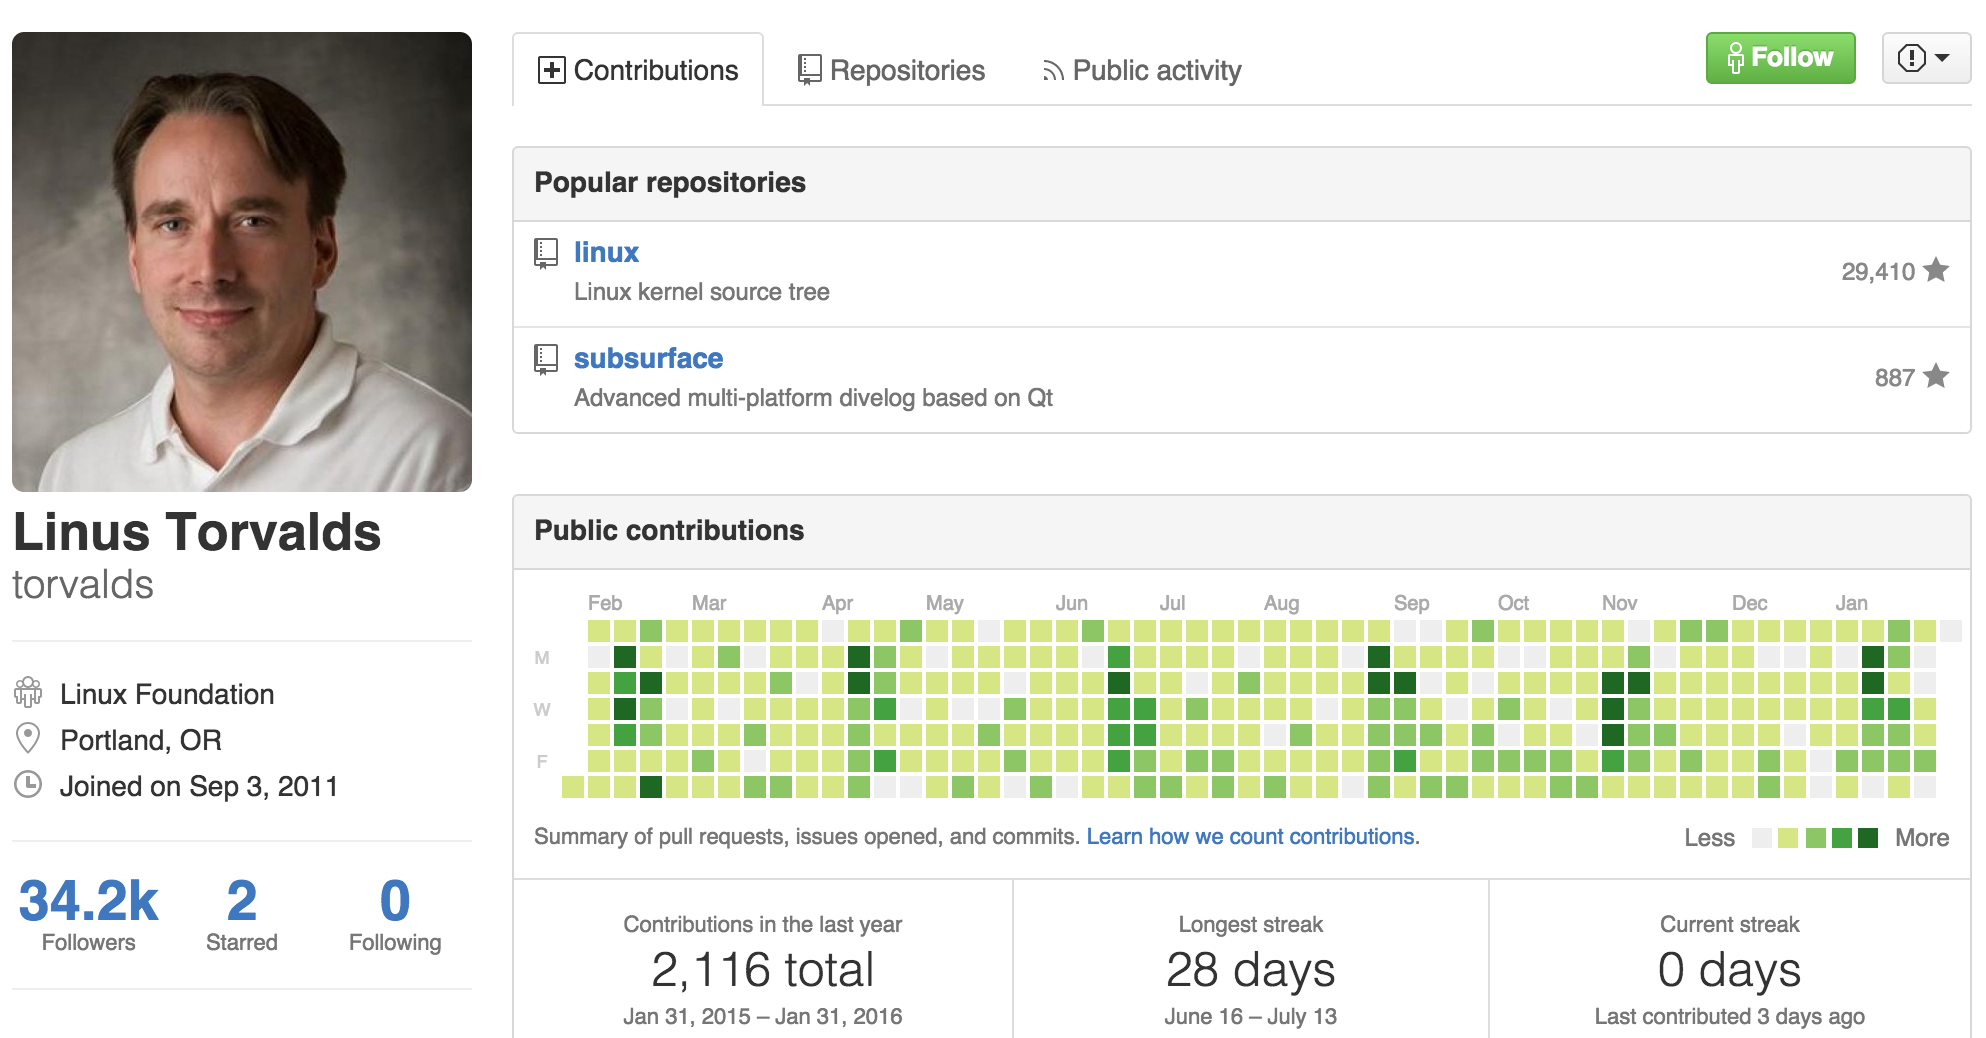 Contributions
Repositories
Public activity
Follow
Popular repositories
linux
Linux kernel source tree
29,410
subsurface
Advanced multi-platform divelog based on Qt
887
Linus Torvalds
torvalds
Linux Foundation
Portland, OR
Joined on Sep 3, 2011
34.2k 2 0
Followers Starred Following
Public contributions
Feb Mar Apr May Jun Jul Aug Sep Oct Nov Dec Jan
M
W
F
Summary of pull requests, issues opened, and commits. Learn how we count contributions.
Less More
Contributions in the last year
2,116 total
Jan 31, 2015 – Jan 31, 2016
Longest streak
28 days
June 16 – July 13
Current streak
0 days
Last contributed 3 days ago